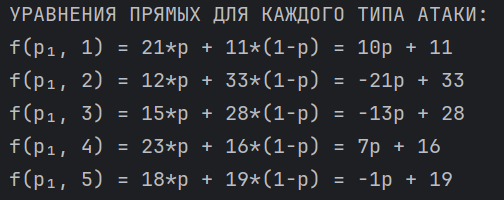 УРАВНЕНИЯ ПРЯМЫХ ДЛЯ КАЖДОГО ТИПА АТАКИ:
f(p₁, 1) = 21*p + 11*(1-p) = 10p + 11
f(p₁, 2) = 12*p + 33*(1-p) = -21p + 33
f(p₁, 3) = 15*p + 28*(1-p) = -13p + 28
f(p₁, 4) = 23*p + 16*(1-p) = 7p + 16
f(p₁, 5) = 18*p + 19*(1-p) = -1p + 19